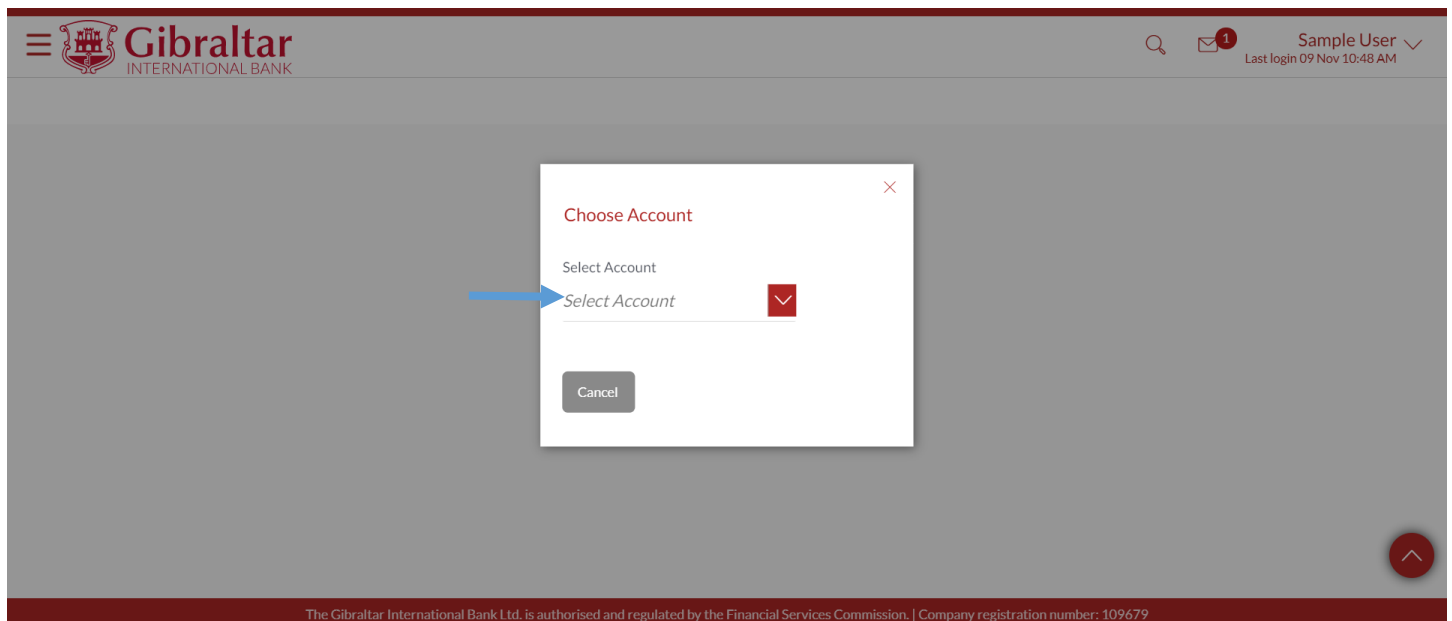 Gibraltar
INTERNATIONAL BANK
1
Sample User
Last login 09 Nov 10:48 AM
Choose Account
Select Account
Select Account
Cancel
The Gibraltar International Bank Ltd. is authorised and regulated by the Financial Services Commission. | Company registration number: 109679